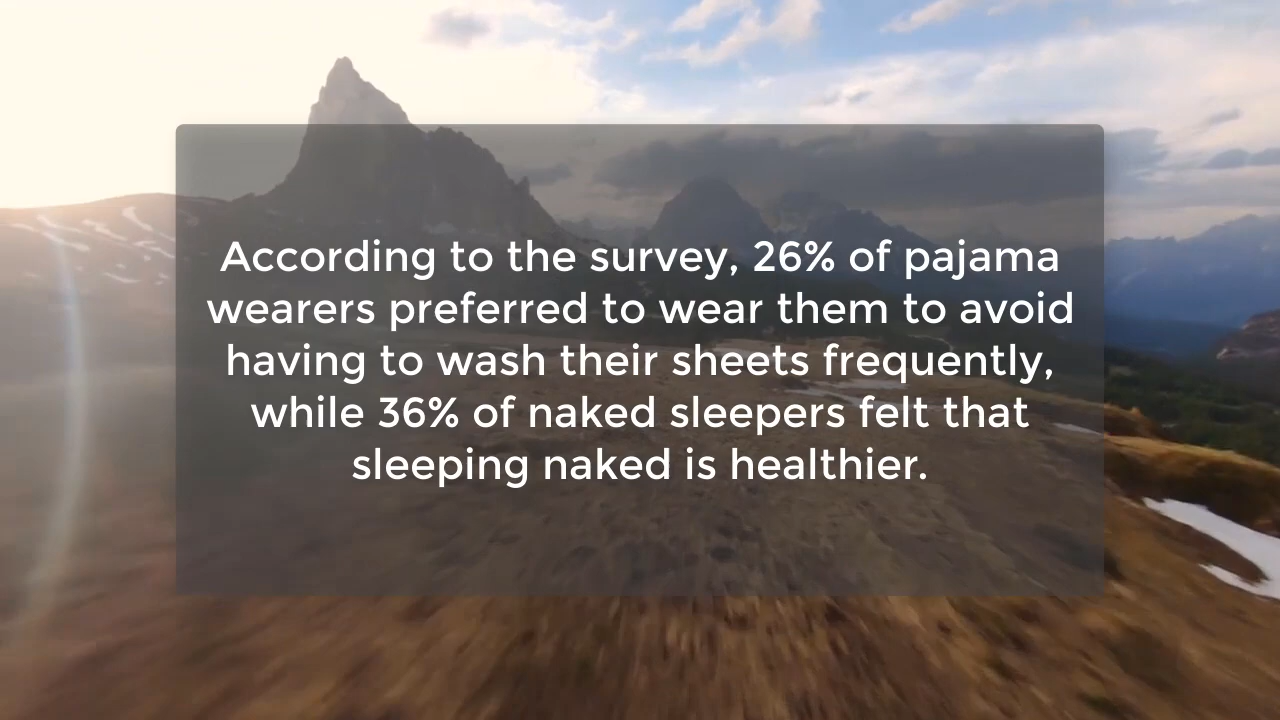 According to the survey, 26% of pajama
wearers preferred to wear them to avoid
having to wash their sheets frequently,
while 36% of naked sleepers felt that
sleeping naked is healthier.